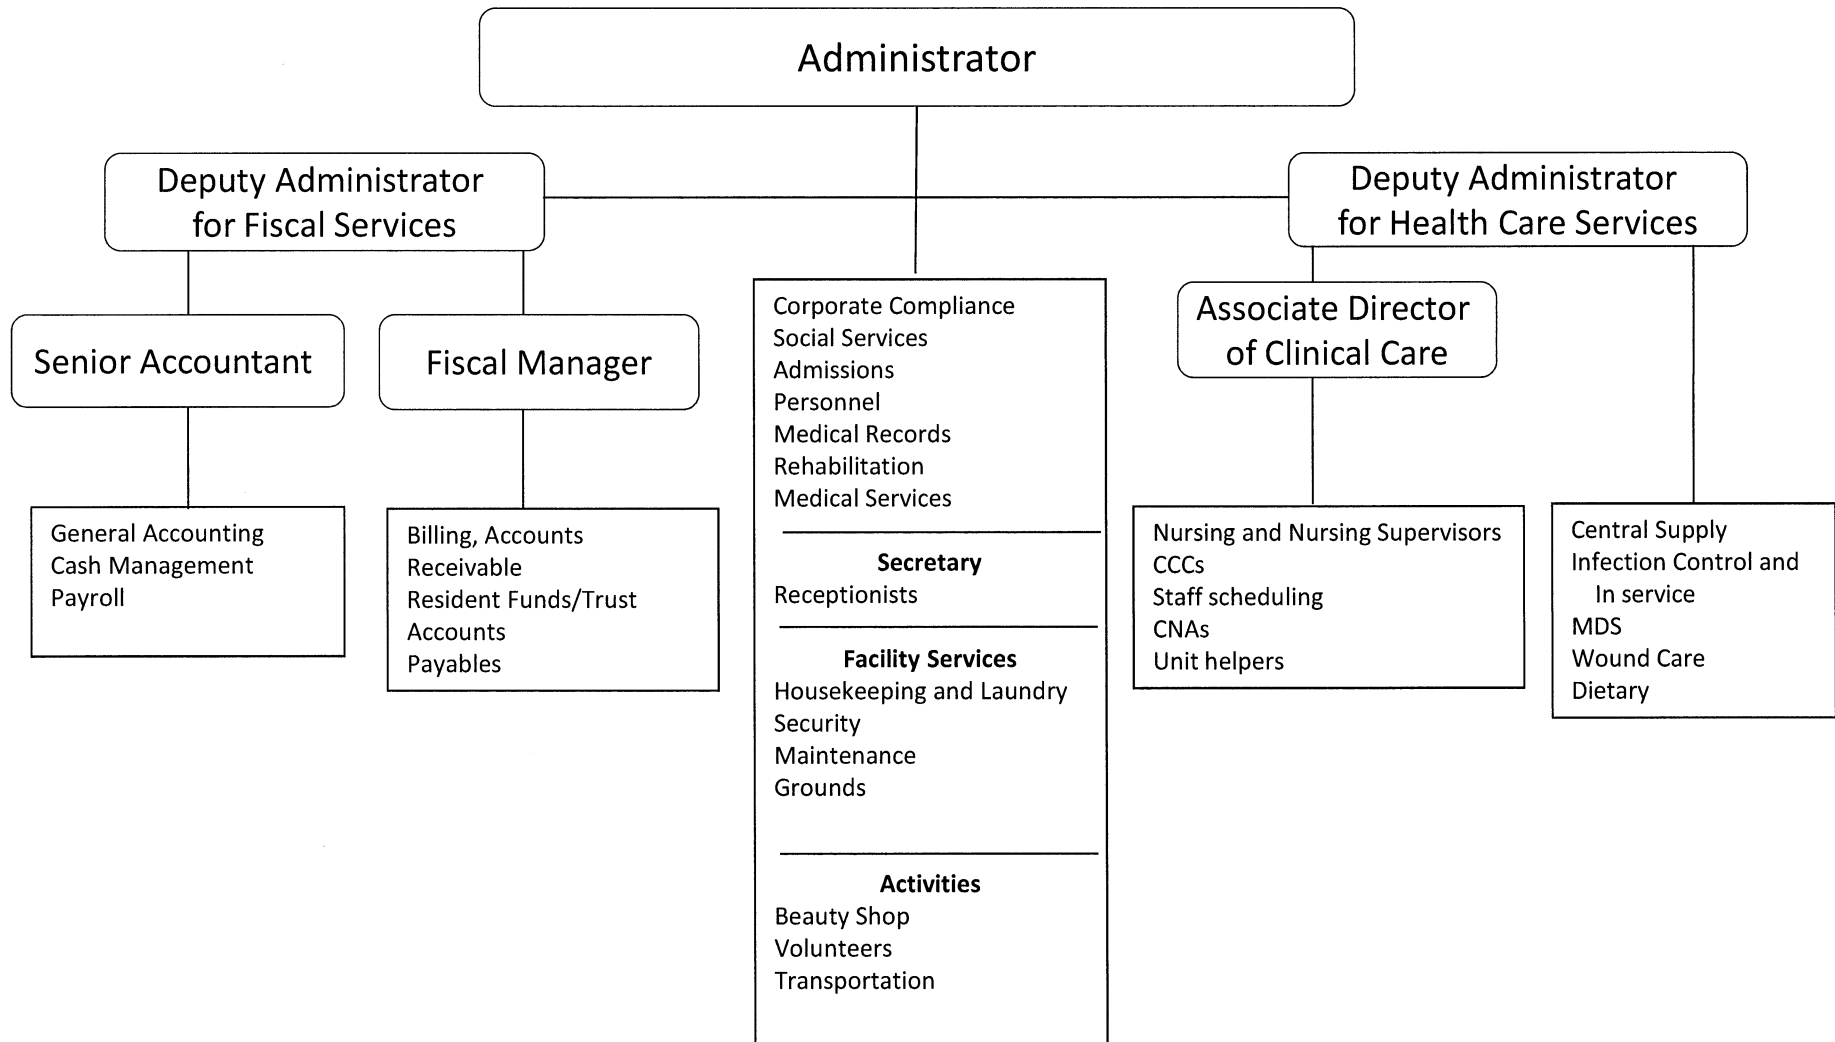 Administrator
Deputy Administrator
for Fiscal Services
Deputy Administrator
for Health Care Services
Senior Accountant
Fiscal Manager
Associate Director
of Clinical Care
General Accounting
Cash Management
Payroll
Billing, Accounts
Receivable
Resident Funds/Trust
Accounts
Payables
Corporate Compliance
Social Services
Admissions
Personnel
Medical Records
Rehabilitation
Medical Services
Secretary
Receptionists
Facility Services
Housekeeping and Laundry
Security
Maintenance
Grounds
Activities
Beauty Shop
Volunteers
Transportation
Nursing and Nursing Supervisors
CCCs
Staff scheduling
CNAs
Unit helpers
Central Supply
Infection Control and
In service
MDS
Wound Care
Dietary